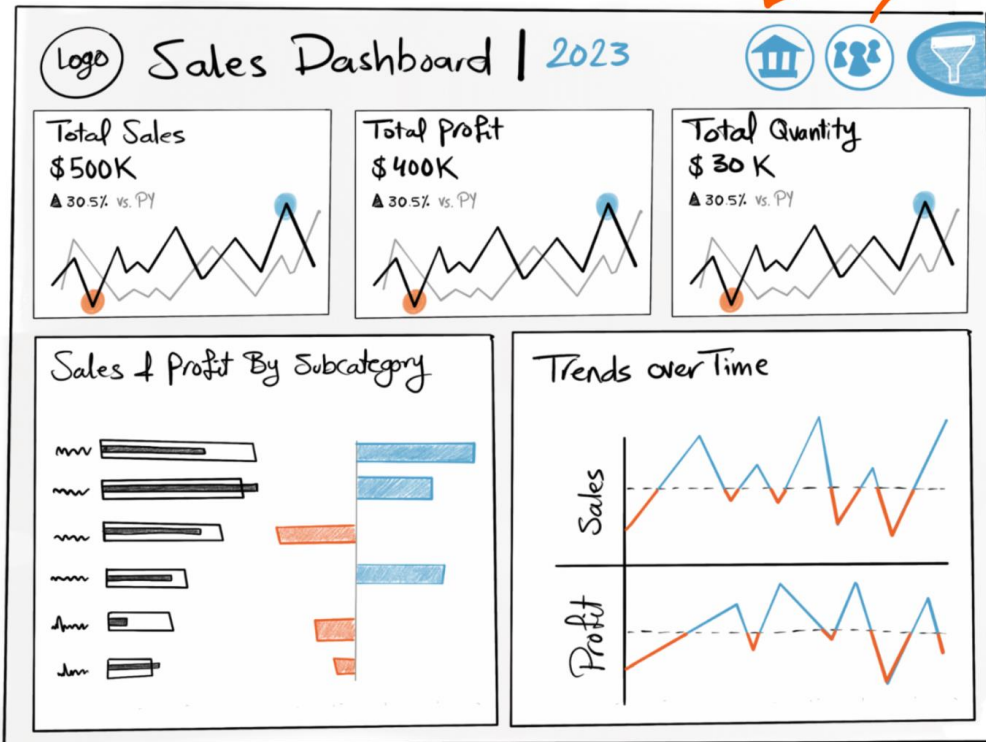 Logo
Sales Dashboard | 2023
Total Sales
$500K
▲ 30.5% vs. PY
Total Profit
$400K
▲ 30.5% vs. PY
Total Quantity
$30K
▲ 30.5% vs. PY
Sales & Profit By Subcategory
Trends over Time
Sales
Profit